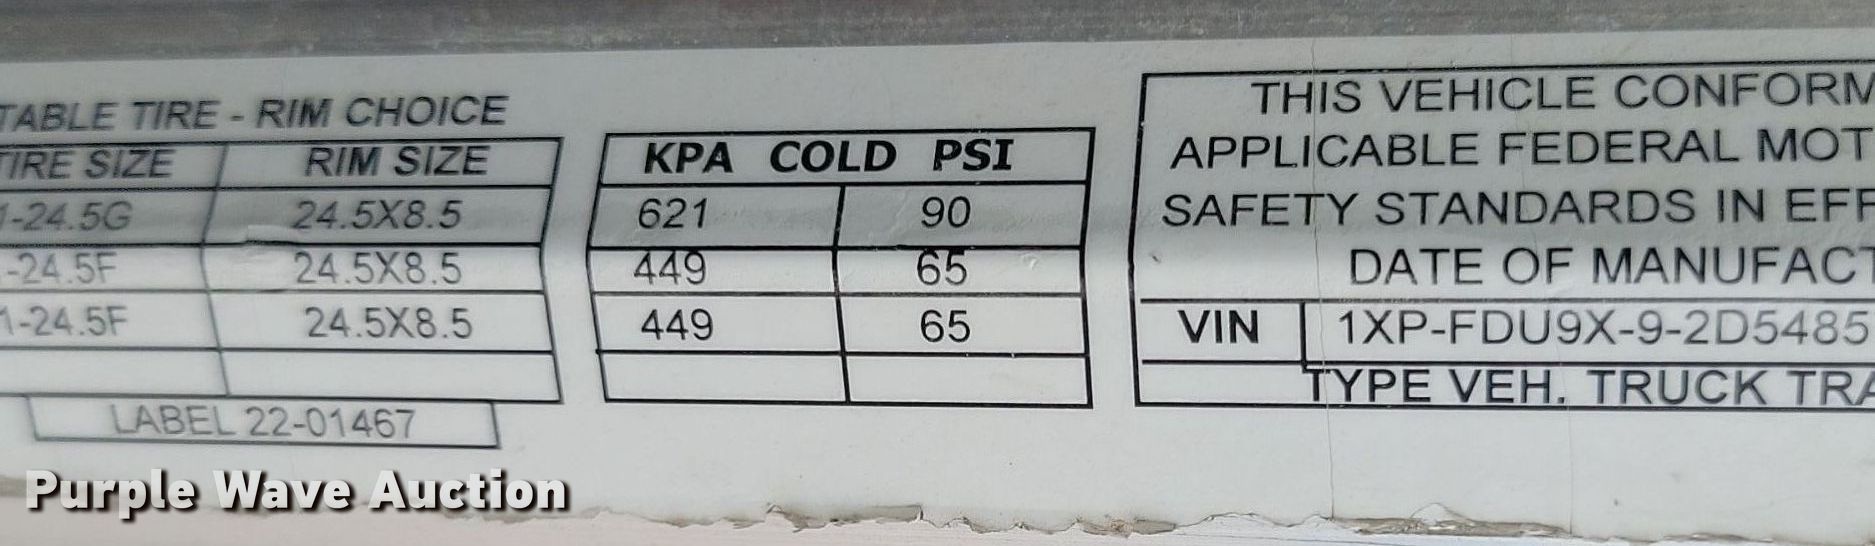 TABLE TIRE - RIM CHOICE
TIRE SIZE RIM SIZE
1-24.5G 24.5X8.5
-24.5F 24.5X8.5
1-24.5F 24.5X8.5
LABEL 22-01467
KPA COLD PSI
621 90
449 65
449 65
THIS VEHICLE CONFORM
APPLICABLE FEDERAL MOT
SAFETY STANDARDS IN EFF
DATE OF MANUFACT
VIN 1XP-FDU9X-9-2D5485
TYPE VEH. TRUCK TRA
Purple Wave Auction